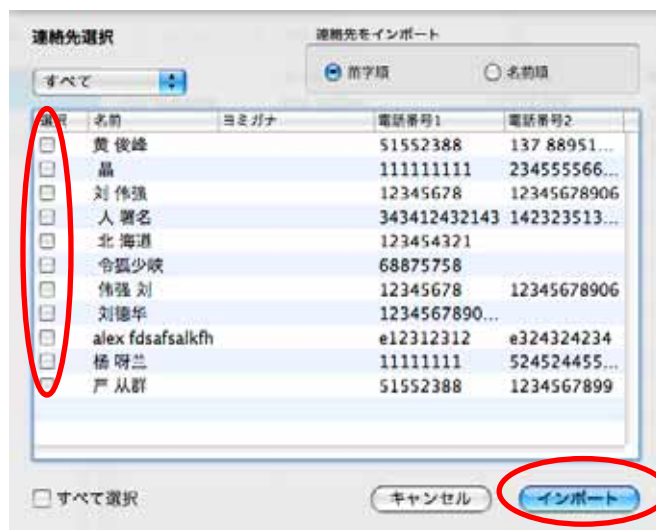 連絡先選択
連絡先をインポート
すべて
苗字順 名前順
選択 名前 ヨミガナ 電話番号1 電話番号2
黄 俊峰 51552388 137 88951...
晶 111111111 234555566...
刘 伟强 12345678 12345678906
人 署名 343412432143 142323513...
北 海道 123454321
令狐少峡 68875758
伟强 刘 12345678 12345678906
刘德华 1234567890...
alex fdsafsalkfh e12312312 e324324234
杨 呀兰 11111111 524524455...
严 从群 51552388 1234567899
すべて選択 キャンセル インポート